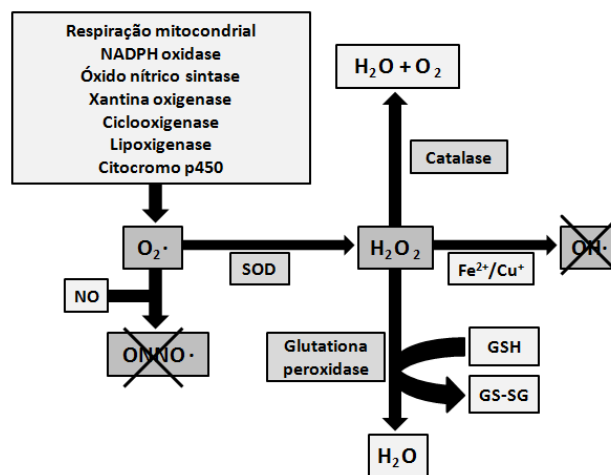 Respiração mitocondrial
NADPH oxidase
Óxido nítrico sintase
Xantina oxigenase
Ciclooxigenase
Lipoxigenase
Citocromo p450
H₂O + O₂
Catalase
O₂·
SOD
H₂O₂
Fe²⁺/Cu⁺
OH·
NO
ONNO·
Glutationa
peroxidase
GSH
GS-SG
H₂O